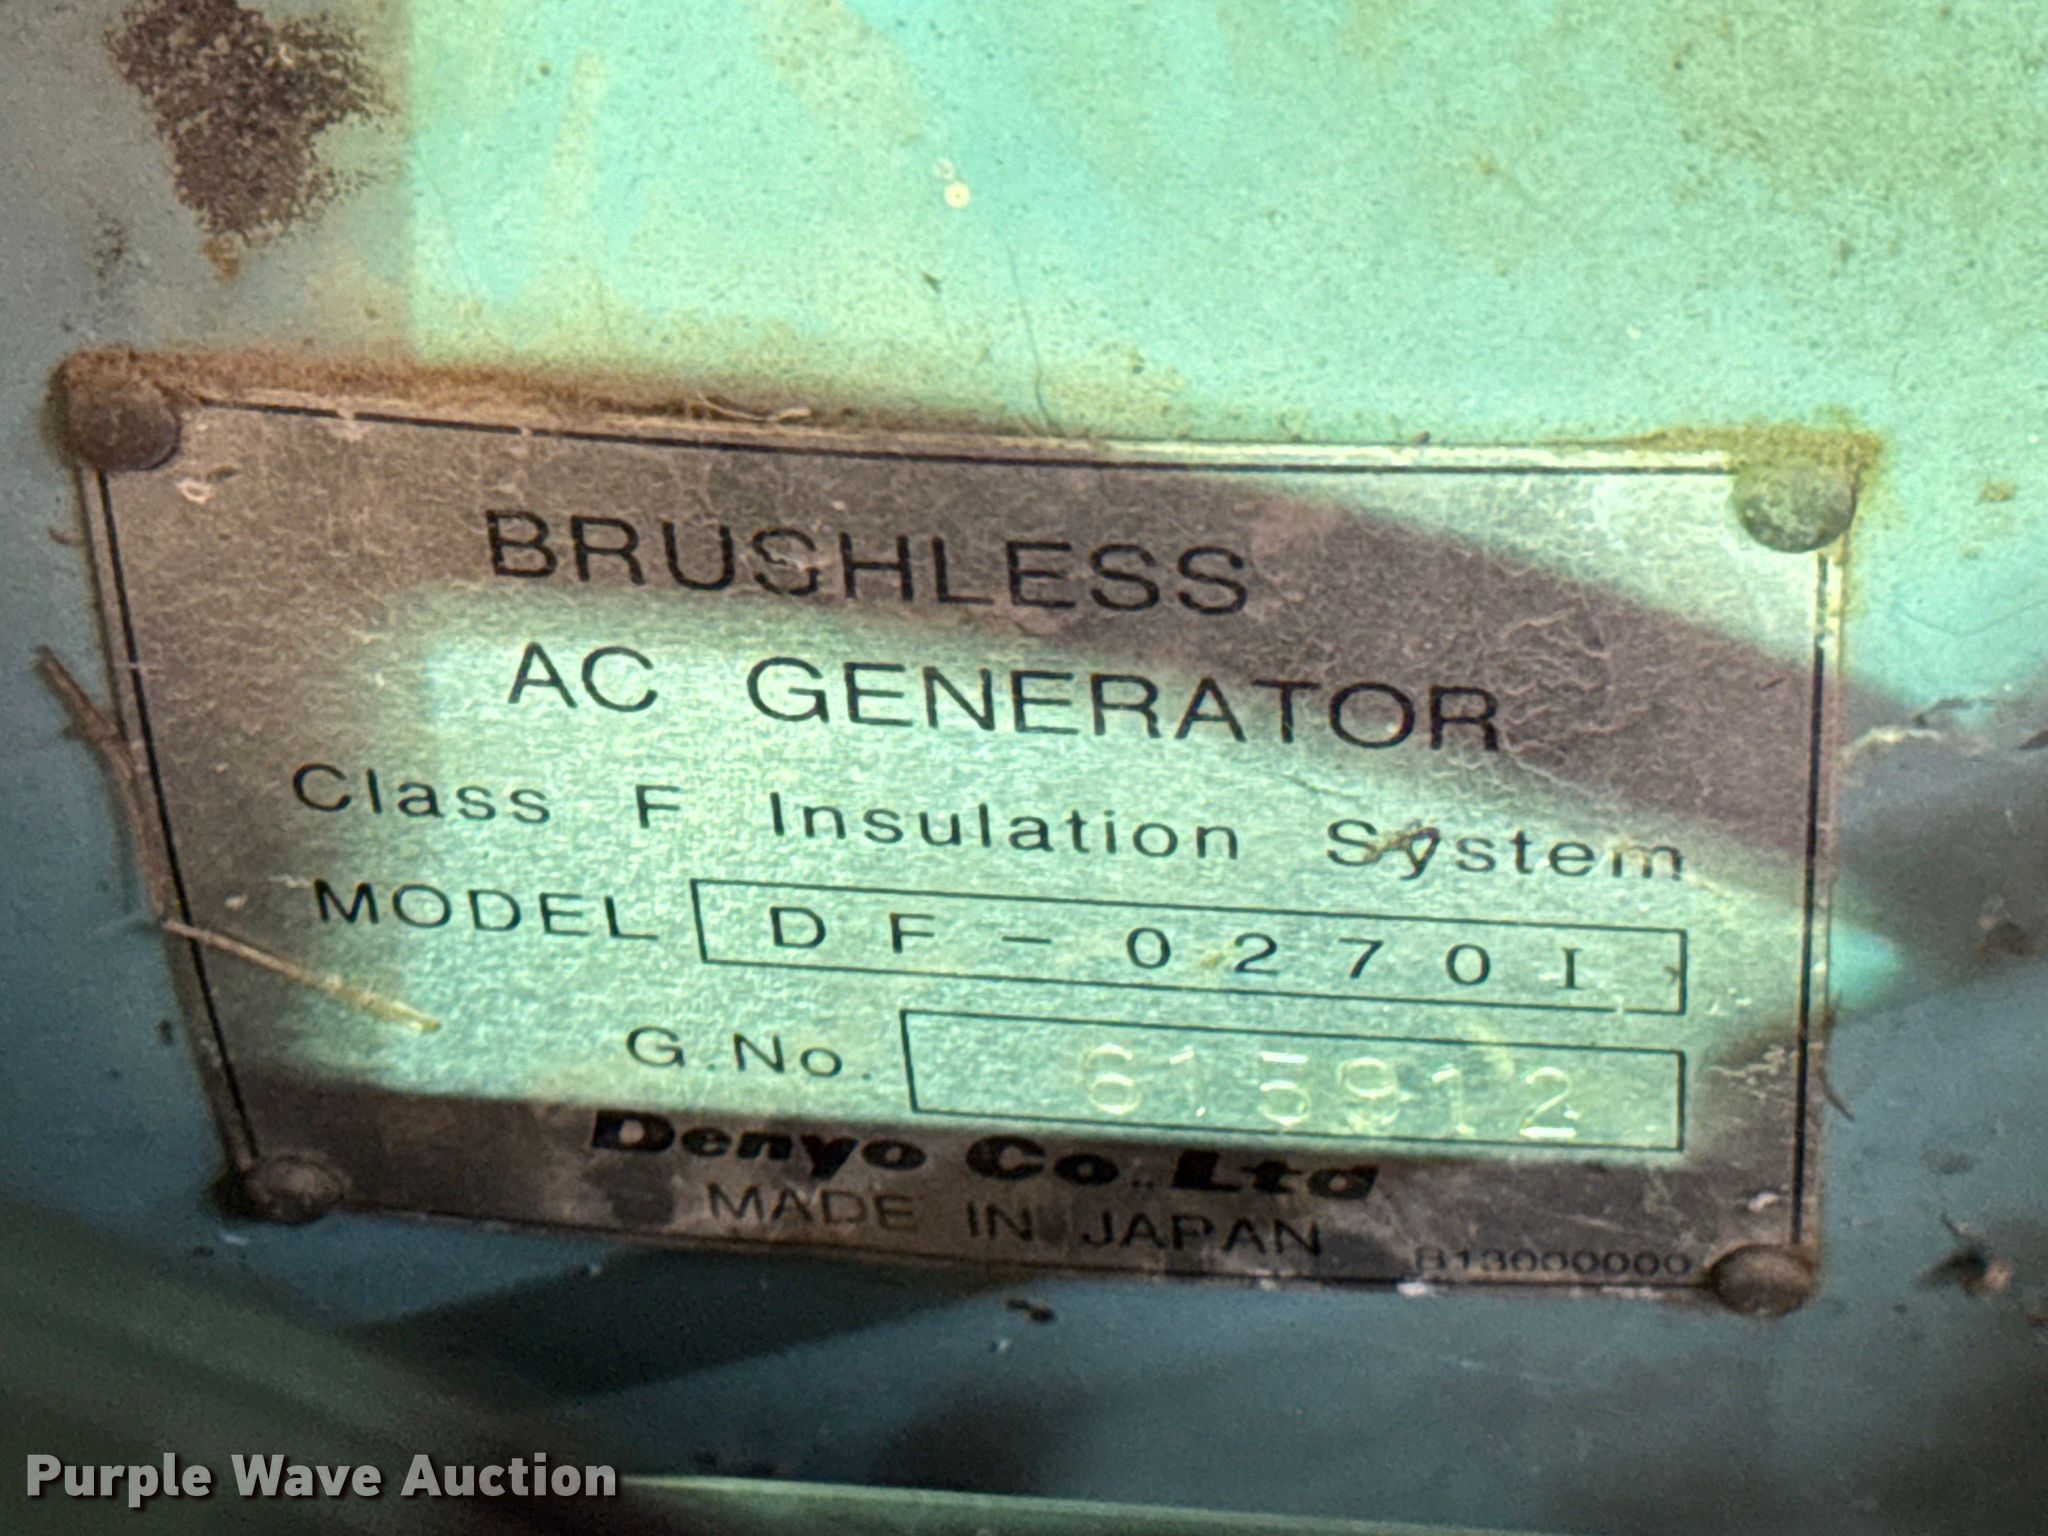 BRUSHLESS
AC GENERATOR
Class F Insulation System
MODEL DF-0270I
G.No. 615912
Denyo Co.,Ltd
MADE IN JAPAN
B13000000
Purple Wave Auction